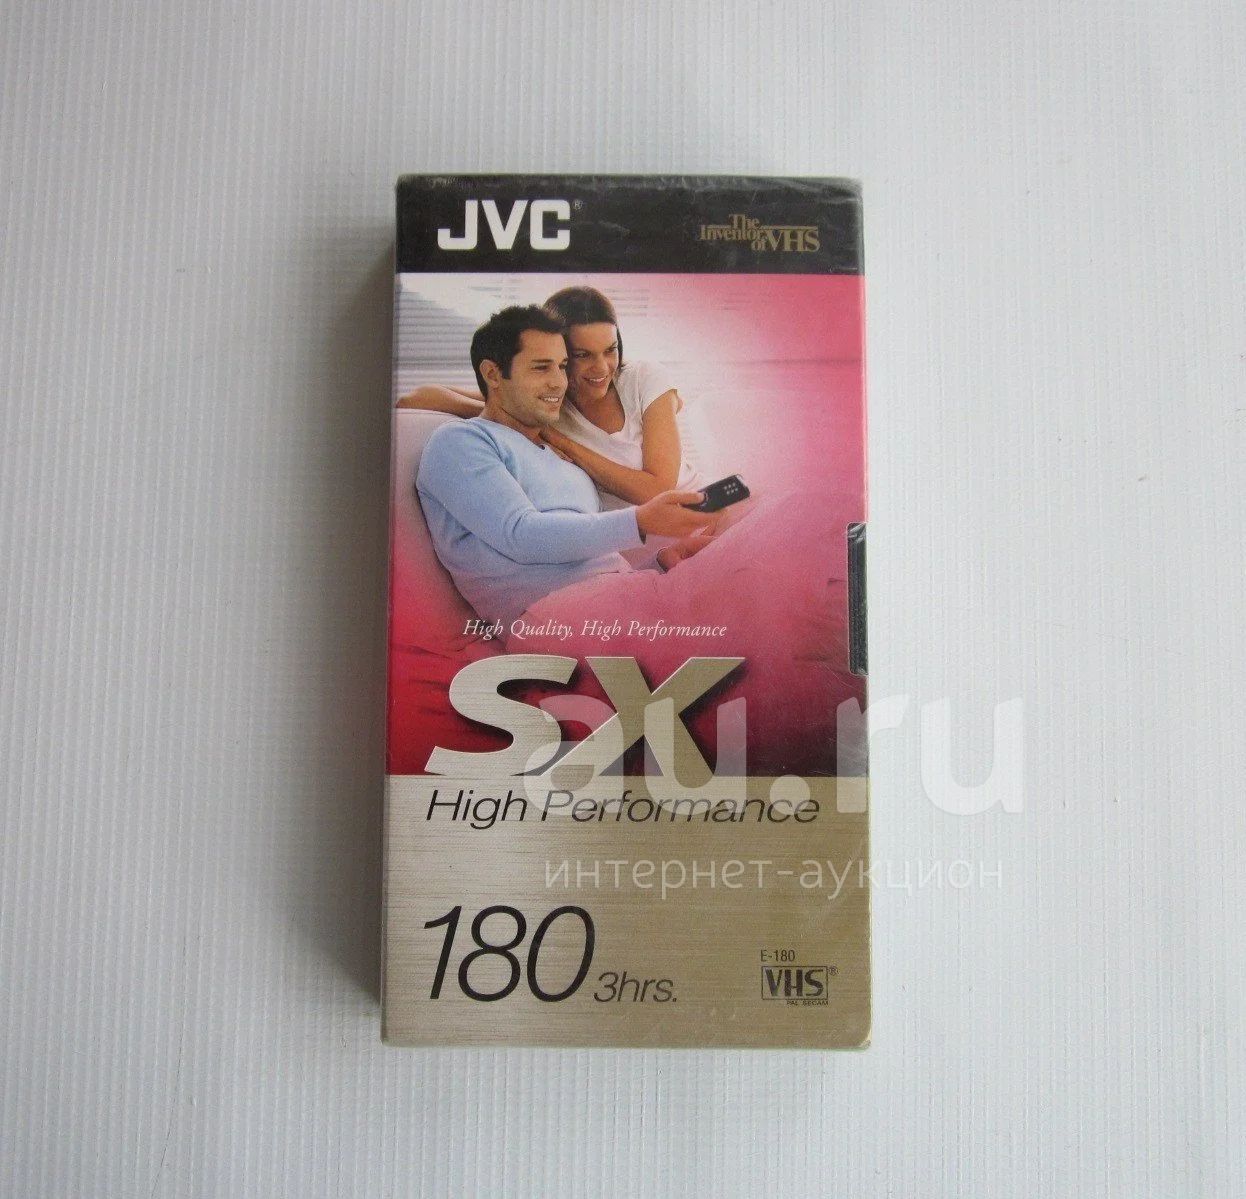 JVC®
The
Inventor
of VHS
High Quality, High Performance
SX
au.ru
High Performance
интернет-аукцион
180 3hrs.
E-180
VHS®
PAL SECAM